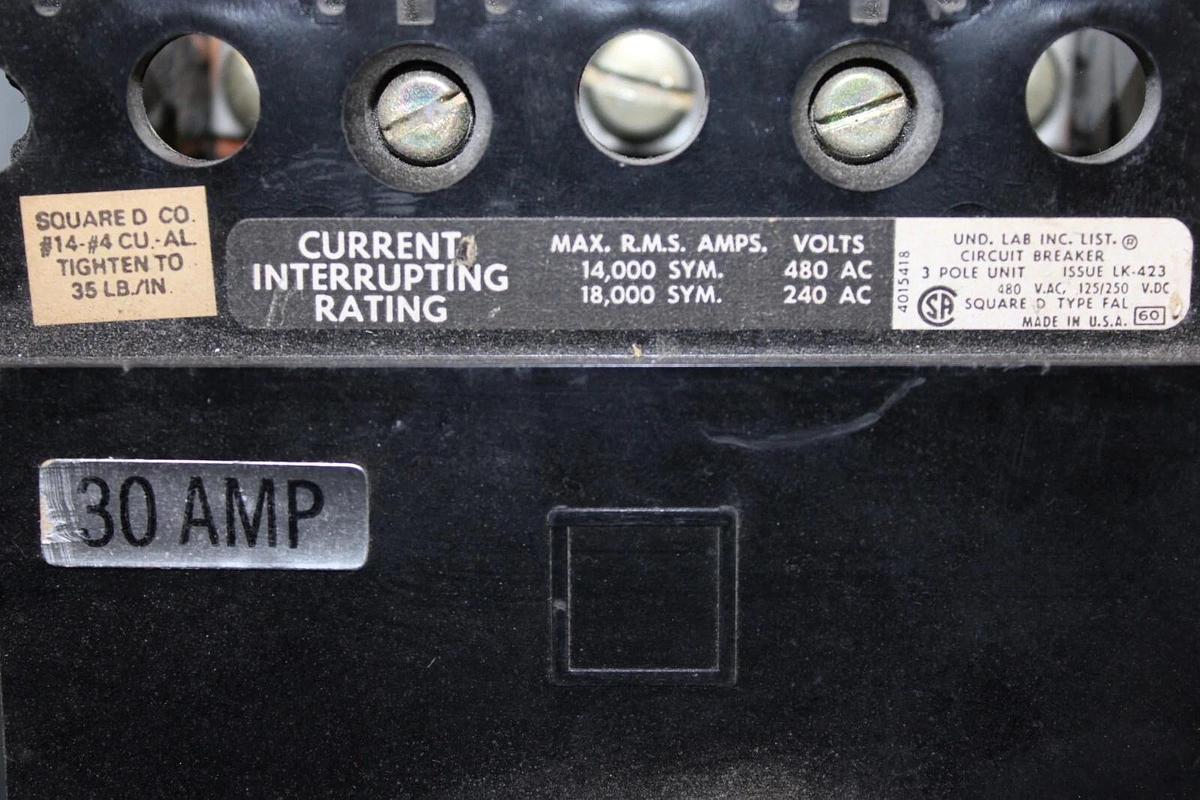 SQUARE D CO.
#14-#4 CU.-AL.
TIGHTEN TO
35 LB./IN.
CURRENT
INTERRUPTING
RATING
MAX. R.M.S. AMPS. VOLTS
14,000 SYM. 480 AC
18,000 SYM. 240 AC
4015418
UND. LAB INC. LIST. ®
CIRCUIT BREAKER
3 POLE UNIT ISSUE LK-423
480 V.AC, 125/250 V.DC
SA SQUARE D TYPE FAL
MADE IN U.S.A. 60
30 AMP